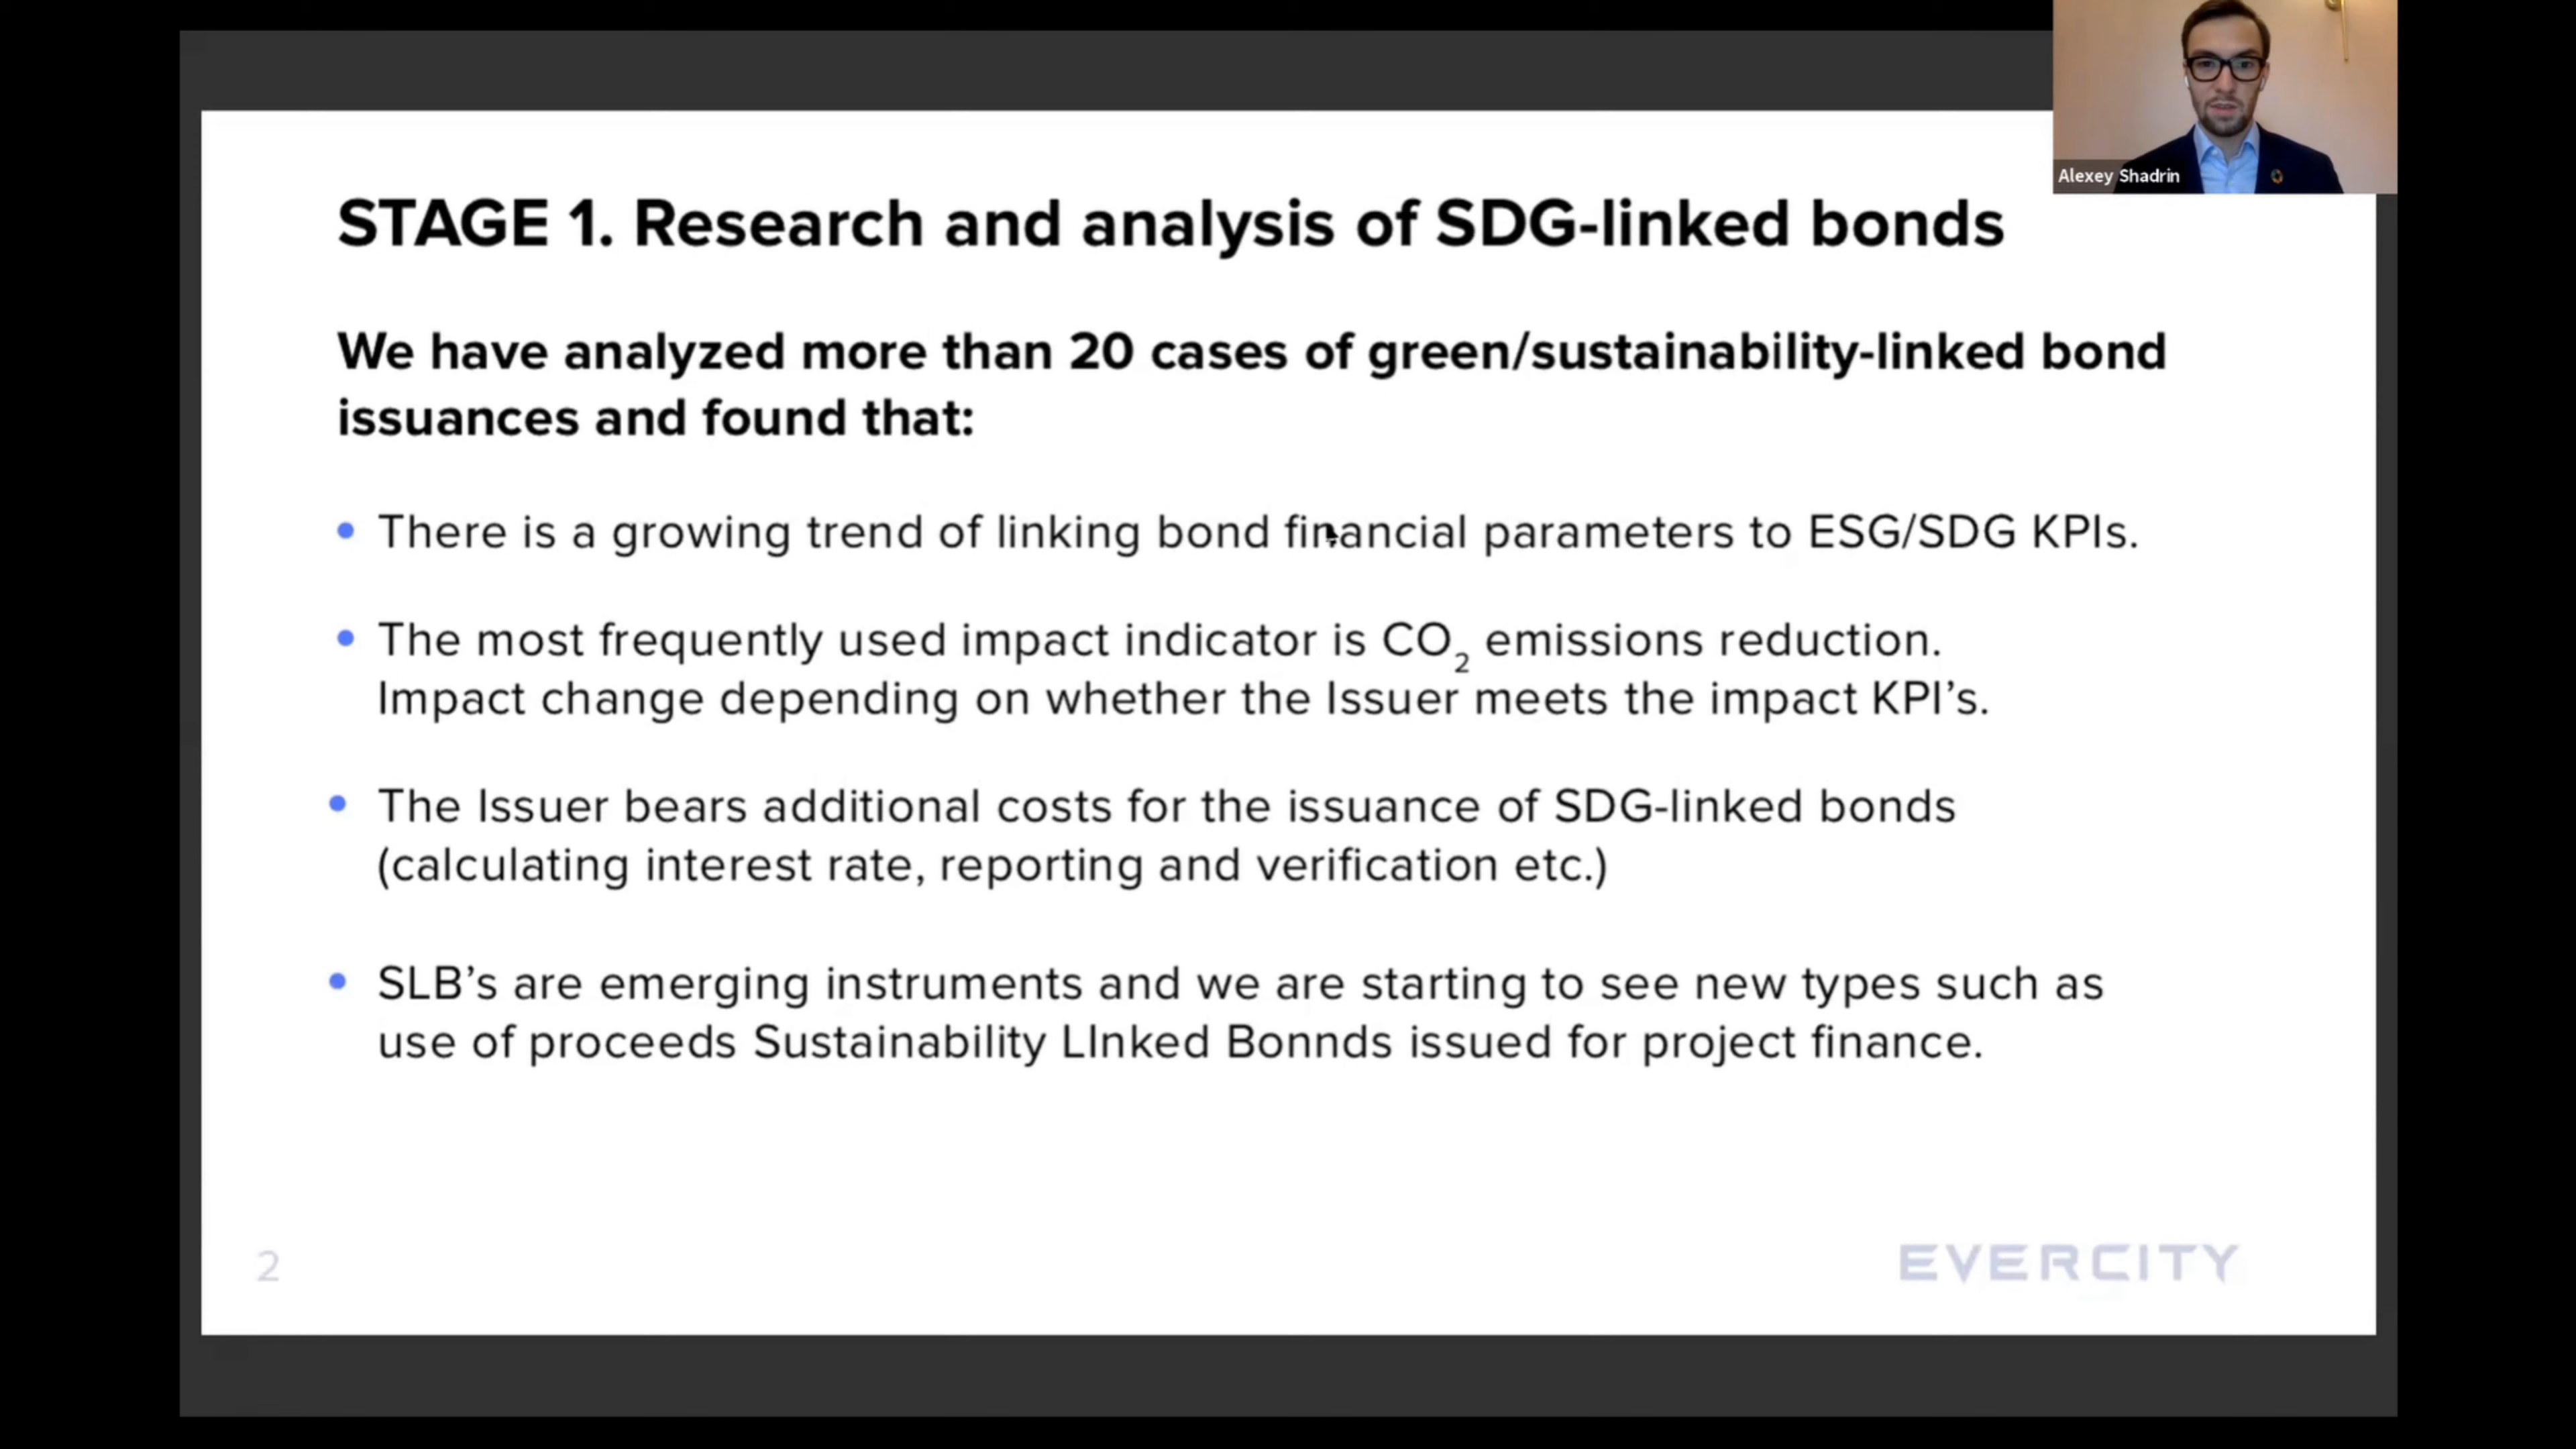 Alexey Shadrin
STAGE 1. Research and analysis of SDG-linked bonds
We have analyzed more than 20 cases of green/sustainability-linked bond
issuances and found that:
• There is a growing trend of linking bond financial parameters to ESG/SDG KPIs.
• The most frequently used impact indicator is CO₂ emissions reduction.
Impact change depending on whether the Issuer meets the impact KPI’s.
• The Issuer bears additional costs for the issuance of SDG-linked bonds
(calculating interest rate, reporting and verification etc.)
• SLB’s are emerging instruments and we are starting to see new types such as
use of proceeds Sustainability LInked Bonnds issued for project finance.
2
EVERCITY